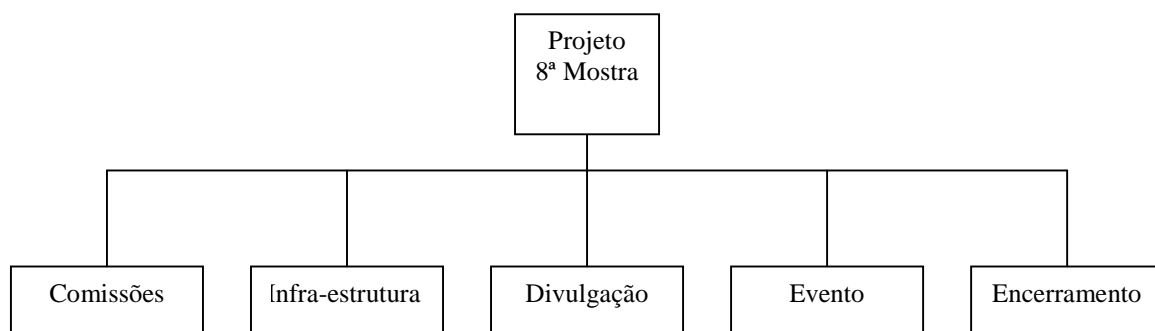 Projeto
8ª Mostra
Comissões
Infra-estrutura
Divulgação
Evento
Encerramento